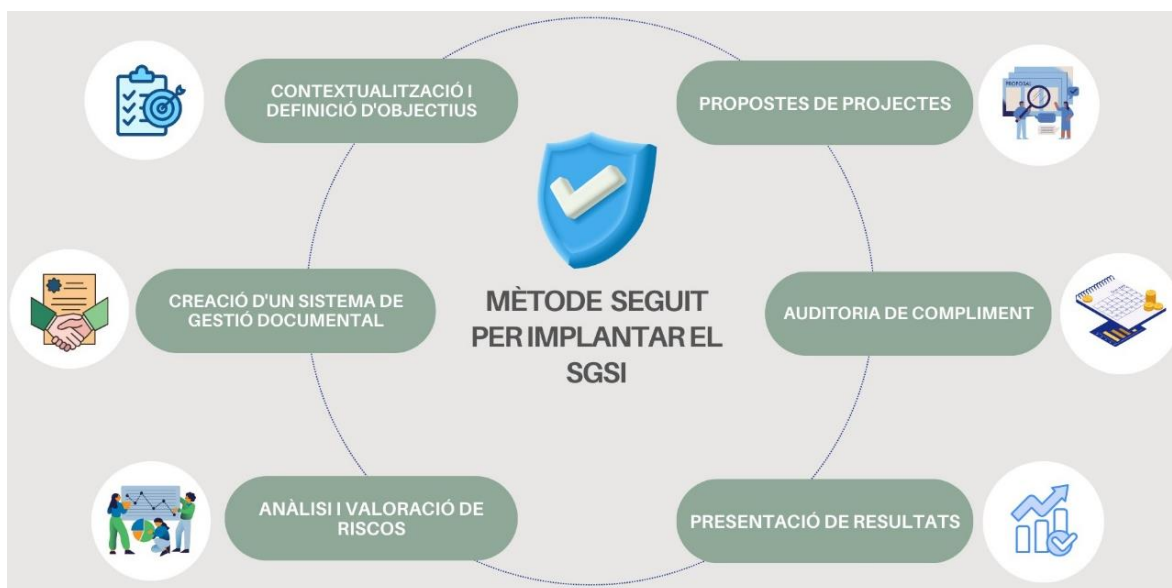 CONTEXTUALITZACIÓ I
DEFINICIÓ D'OBJECTIUS
CREACIÓ D'UN SISTEMA DE
GESTIÓ DOCUMENTAL
ANÀLISI I VALORACIÓ DE
RISCOS
MÈTODE SEGUIT
PER IMPLANTAR EL
SGSI
PROPOSTES DE PROJECTES
PROPOSAL
AUDITORIA DE COMPLIMENT
PRESENTACIÓ DE RESULTATS